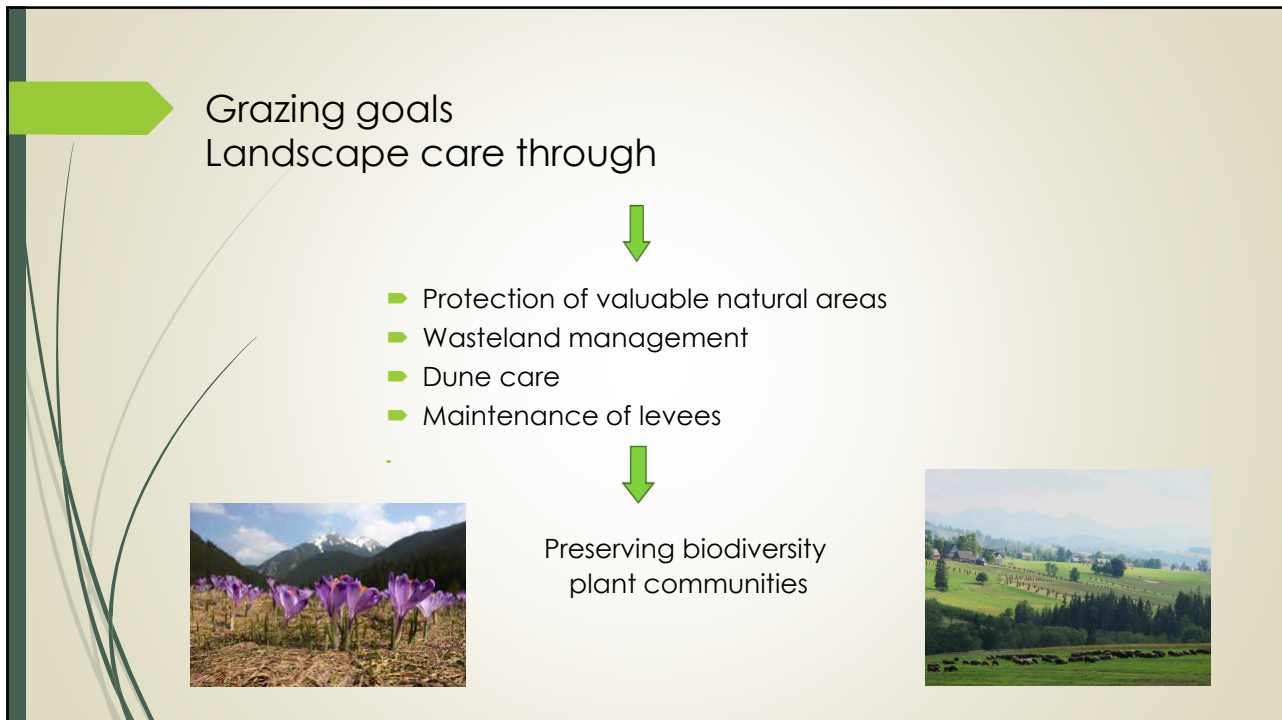 Grazing goals
Landscape care through
Protection of valuable natural areas
Wasteland management
Dune care
Maintenance of levees
Preserving biodiversity
plant communities